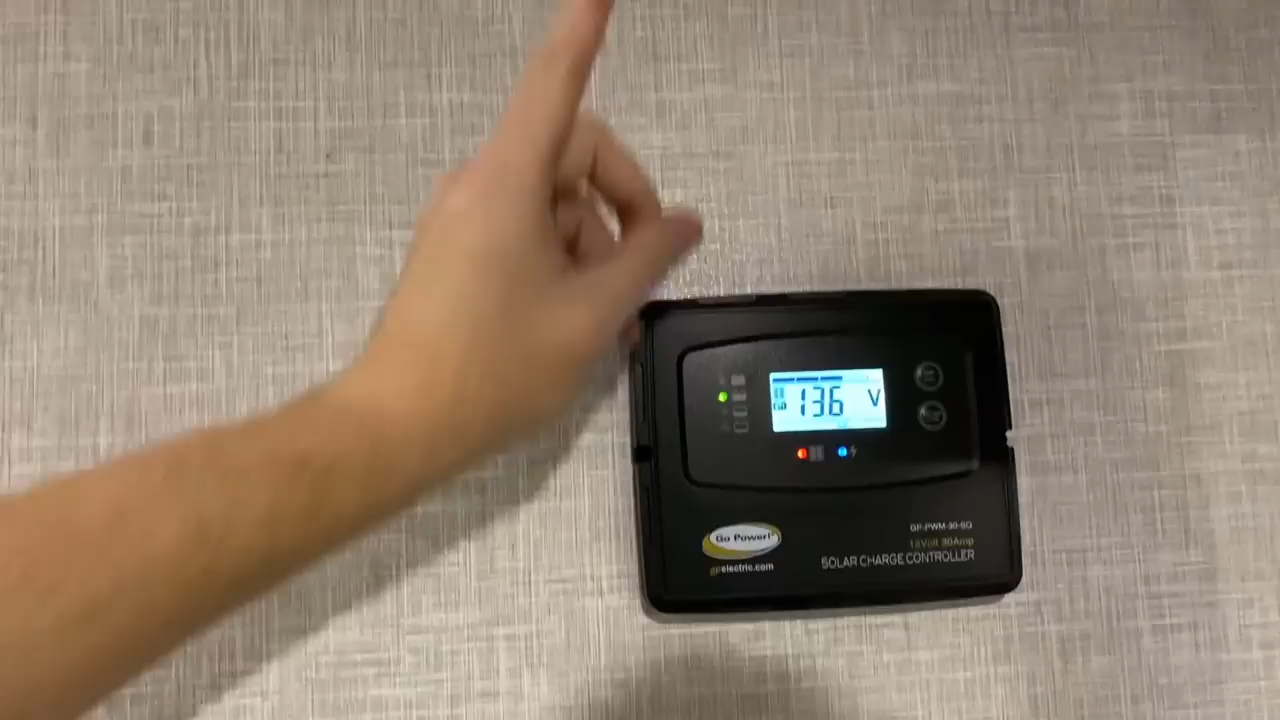 136 V
Go Power!
gpelectric.com
GP-PWM-30-SQ
12Volt 30Amp
SOLAR CHARGE CONTROLLER